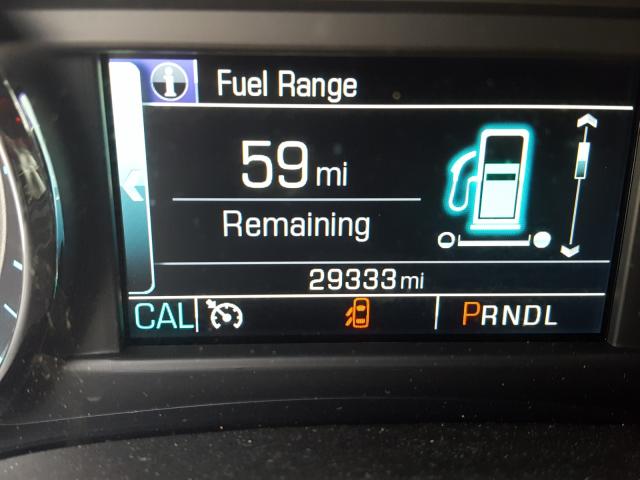 Fuel Range
59 mi
Remaining
29333 mi
CAL PRNDL